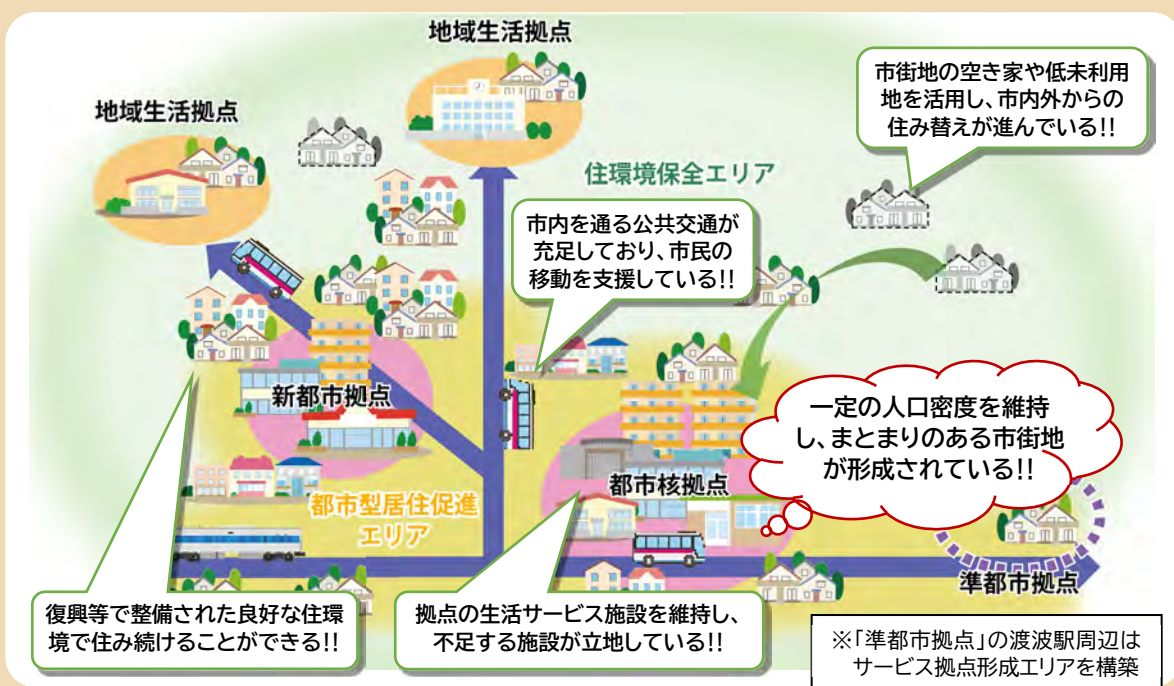 地域生活拠点
地域生活拠点
市街地の空き家や低未利用
地を活用し、市内外からの
住み替えが進んでいる!!
住環境保全エリア
市内を通る公共交通が
充足しており、市民の
移動を支援している!!
新都市拠点
一定の人口密度を維持
し、まとまりのある市街地
が形成されている!!
都市核拠点
都市型居住促進
エリア
準都市拠点
復興等で整備された良好な住環
境で住み続けることができる!!
拠点の生活サービス施設を維持し、
不足する施設が立地している!!
※「準都市拠点」の渡波駅周辺は
サービス拠点形成エリアを構築